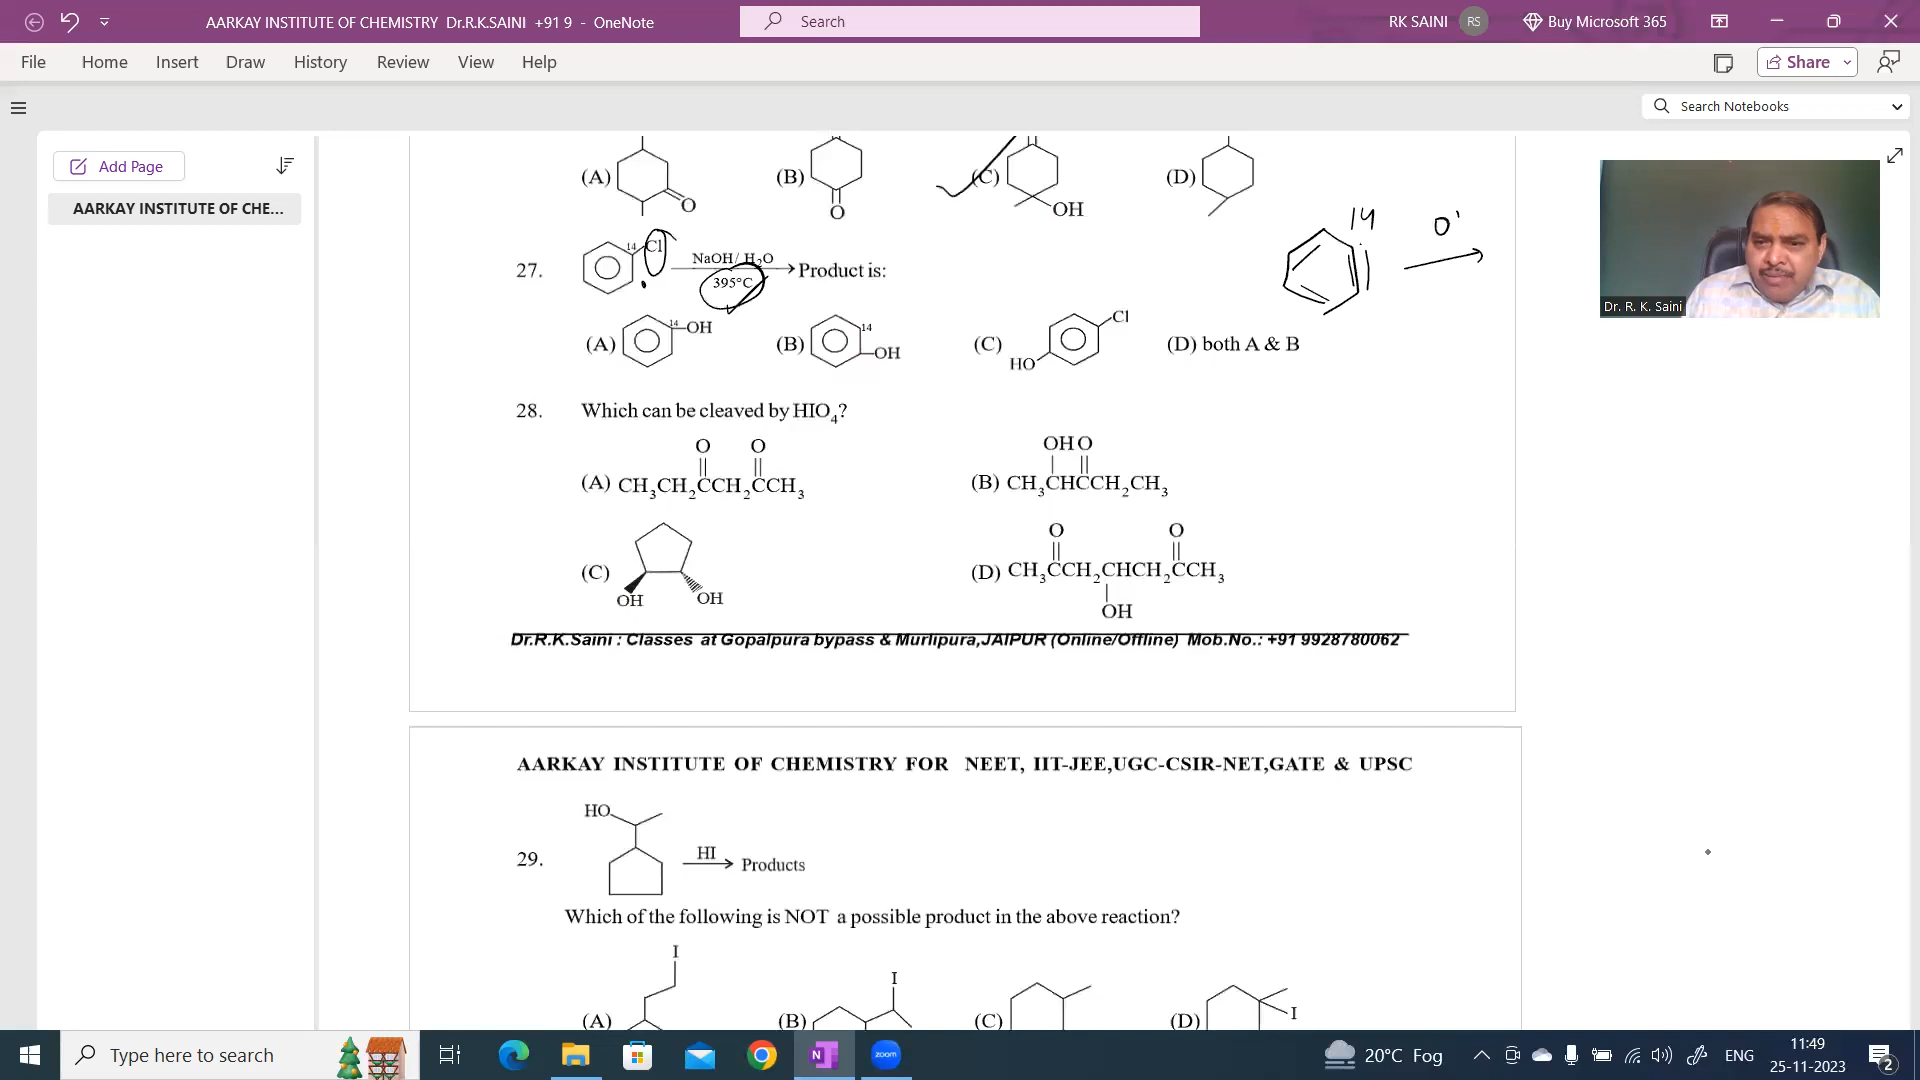 AARKAY INSTITUTE OF CHEMISTRY Dr.R.K.SAINI +91 9 - OneNote
Search
RK SAINI
RS
Buy Microsoft 365
File
Home
Insert
Draw
History
Review
View
Help
Share
Search Notebooks
Add Page
AARKAY INSTITUTE OF CHE...
(A) O
(B) O
(C) OH
(D)
27. 14 Cl NaOH/ H2O 395°C Product is:
14 O'
Dr. R. K. Saini
(A) 14 OH
(B) 14 OH
(C) HO Cl
(D) both A & B
28. Which can be cleaved by HIO4?
O O
(A) CH3CH2CCH2CCH3
OH O
(B) CH3CHCCH2CH3
(C) OH OH
O O
(D) CH3CCH2CHCH2CCH3
OH
Dr.R.K.Saini : Classes at Gopalpura bypass & Murlipura,JAIPUR (Online/Offline) Mob.No.: +91 9928780062
AARKAY INSTITUTE OF CHEMISTRY FOR NEET, IIT-JEE,UGC-CSIR-NET,GATE & UPSC
HO
29. HI Products
Which of the following is NOT a possible product in the above reaction?
(A) I
(B) I
(C)
(D) I
Type here to search
zoom
20°C Fog
ENG
11:49
25-11-2023
2